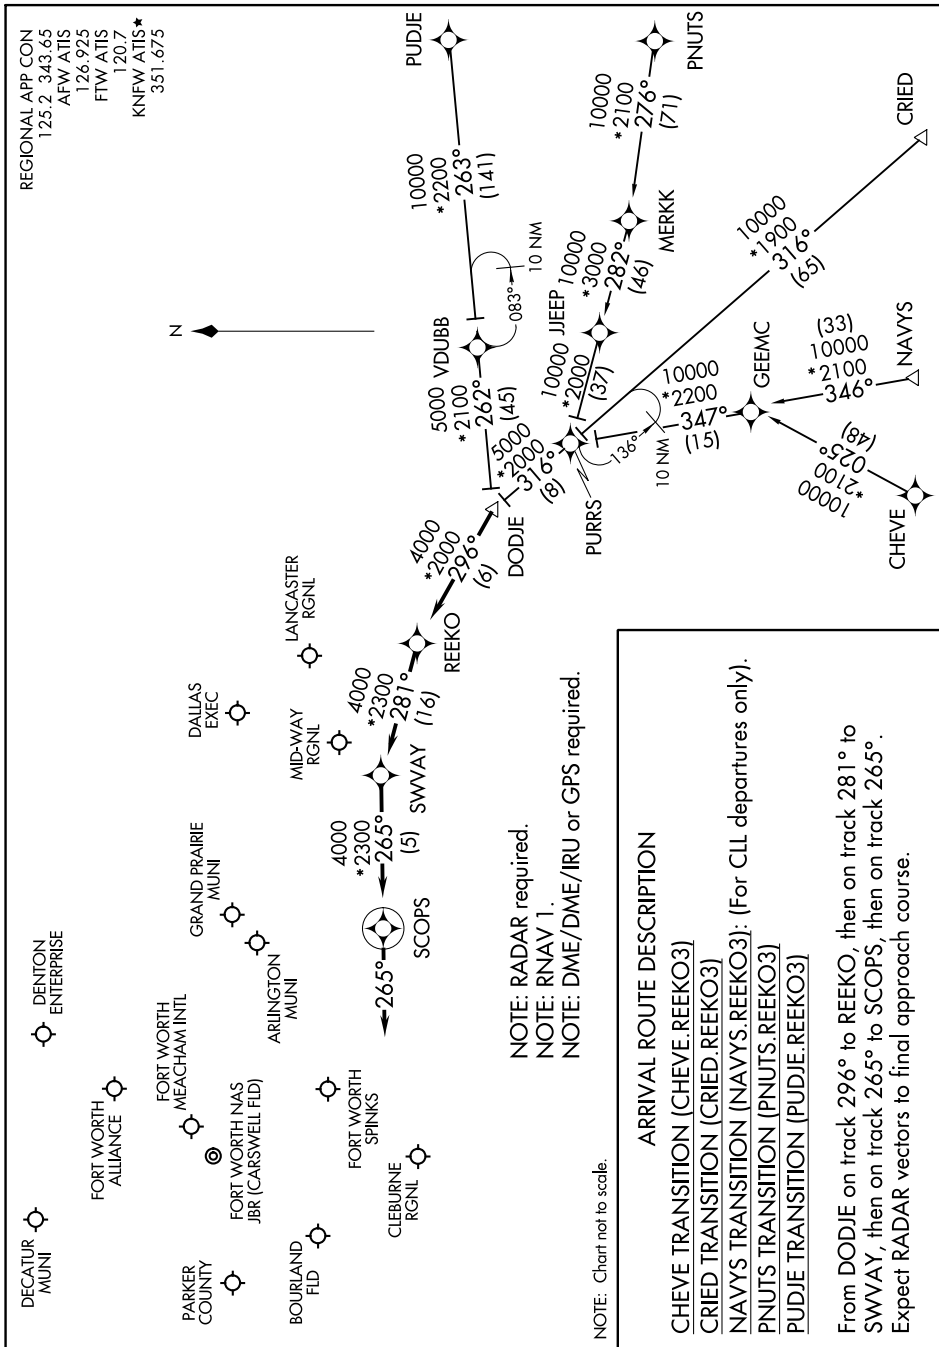 REGIONAL APP CON
125.2 343.65
AFW ATIS
126.925
FTW ATIS
120.7
KNFW ATIS★
351.675
N
DECATUR
MUNI
DENTON
ENTERPRISE
FORT WORTH
ALLIANCE
FORT WORTH
MEACHAM INTL
FORT WORTH NAS
JBR (CARSWELL FLD)
PARKER
COUNTY
BOURLAND
FLD
FORT WORTH
SPINKS
CLEBURNE
RGNL
GRAND PRAIRIE
MUNI
ARLINGTON
MUNI
DALLAS
EXEC
MID-WAY
RGNL
LANCASTER
RGNL
265°
SCOPS
4000
*2300
265°
(5)
SWVAY
4000
*2300
281°
(16)
REEKO
4000
*2000
296°
(6)
DODJE
5000
*2100
262°
(45)
VDUBB
083°
10 NM
10000
*2200
263°
(141)
PUDJE
5000
*2000
316°
(8)
PURRS
136°
10 NM
10000
*2000
(37)
JJEEP
10000
*3000
282°
(46)
MERKK
10000
*2100
276°
(71)
PNUTS
10000
*1900
316°
(65)
CRIED
10000
*2200
347°
(15)
GEEMC
(33)
10000
*2100
346°
NAVYS
(48)
025°
*2100
10000
CHEVE
NOTE: RADAR required.
NOTE: RNAV 1.
NOTE: DME/DME/IRU or GPS required.
NOTE: Chart not to scale.
ARRIVAL ROUTE DESCRIPTION
CHEVE TRANSITION (CHEVE.REEKO3)
CRIED TRANSITION (CRIED.REEKO3)
NAVYS TRANSITION (NAVYS.REEKO3): (For CLL departures only).
PNUTS TRANSITION (PNUTS.REEKO3)
PUDJE TRANSITION (PUDJE.REEKO3)
From DODJE on track 296° to REEKO, then on track 281° to
SWVAY, then on track 265° to SCOPS, then on track 265°.
Expect RADAR vectors to final approach course.